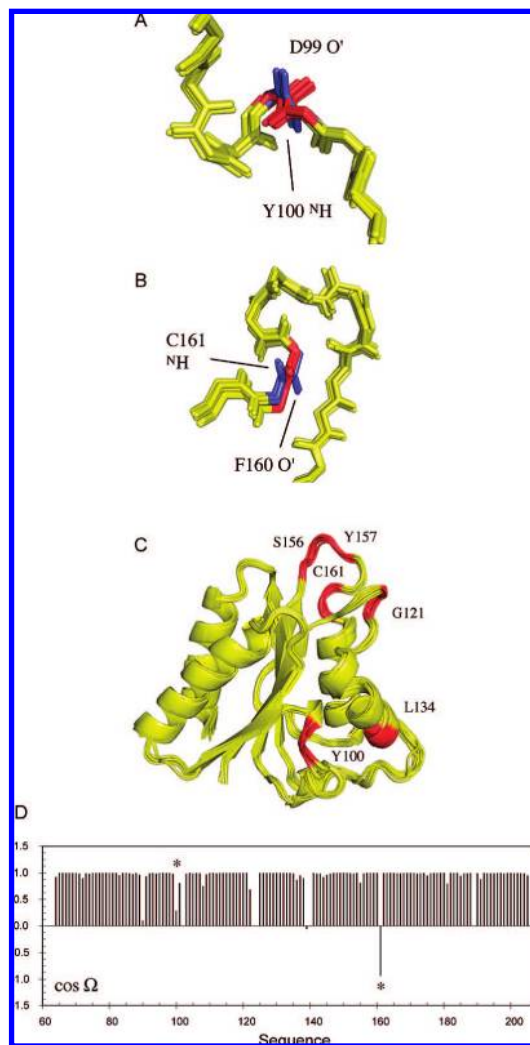 A
D99 O'
Y100 NH
B
C161
NH
F160 O'
C
S156
Y157
C161
G121
L134
Y100
D
1.5
1.0
0.5
0.0
0.5
1.0
1.5
*
*
cos Ω
60 80 100 120 140 160 180 200
Sequence